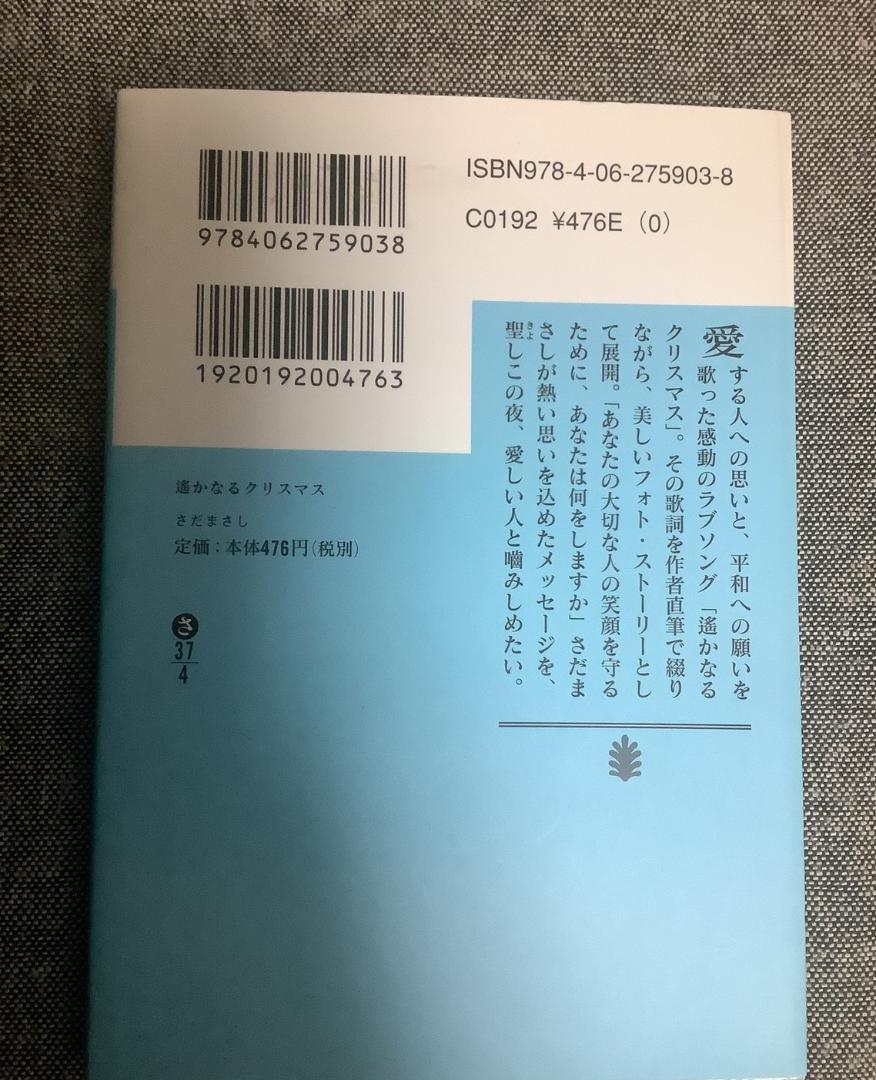 9784062759038
ISBN978-4-06-275903-8
C0192 ¥476E (0)
1920192004763
愛する人への思いと、平和への願いを
歌った感動のラブソング「遙かなる
クリスマス」。その歌詞を作者直筆で綴り
ながら、美しいフォト・ストーリーとし
て展開。「あなたの大切な人の笑顔を守る
ために、あなたは何をしますか」さだま
さしが熱い思いを込めたメッセージを、
聖しこの夜、愛しい人と嚙みしめたい。
きよ
遙かなるクリスマス
さだまさし
定価:本体476円(税別)
さ
37
4